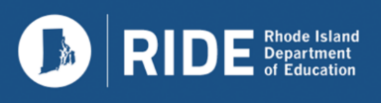 RIDE
Rhode Island
Department
of Education